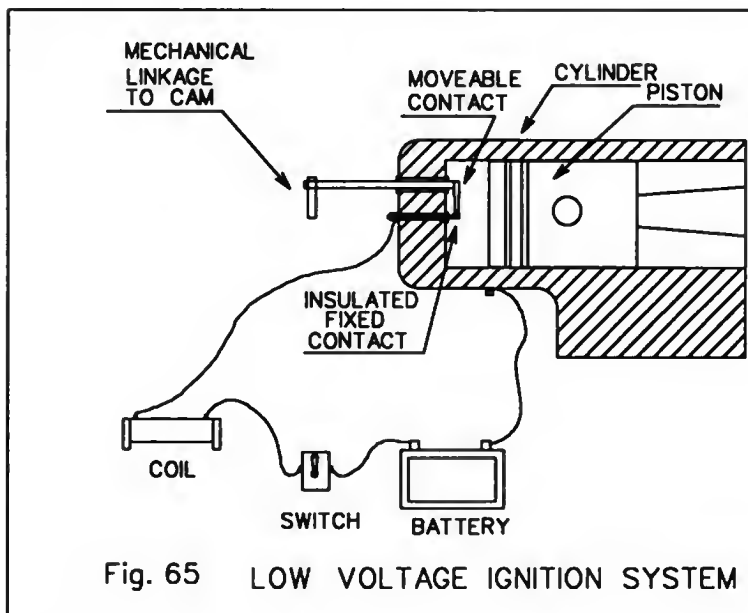 MECHANICAL
LINKAGE
TO CAM
MOVEABLE
CONTACT
CYLINDER
PISTON
INSULATED
FIXED
CONTACT
COIL
SWITCH
BATTERY
Fig. 65 LOW VOLTAGE IGNITION SYSTEM